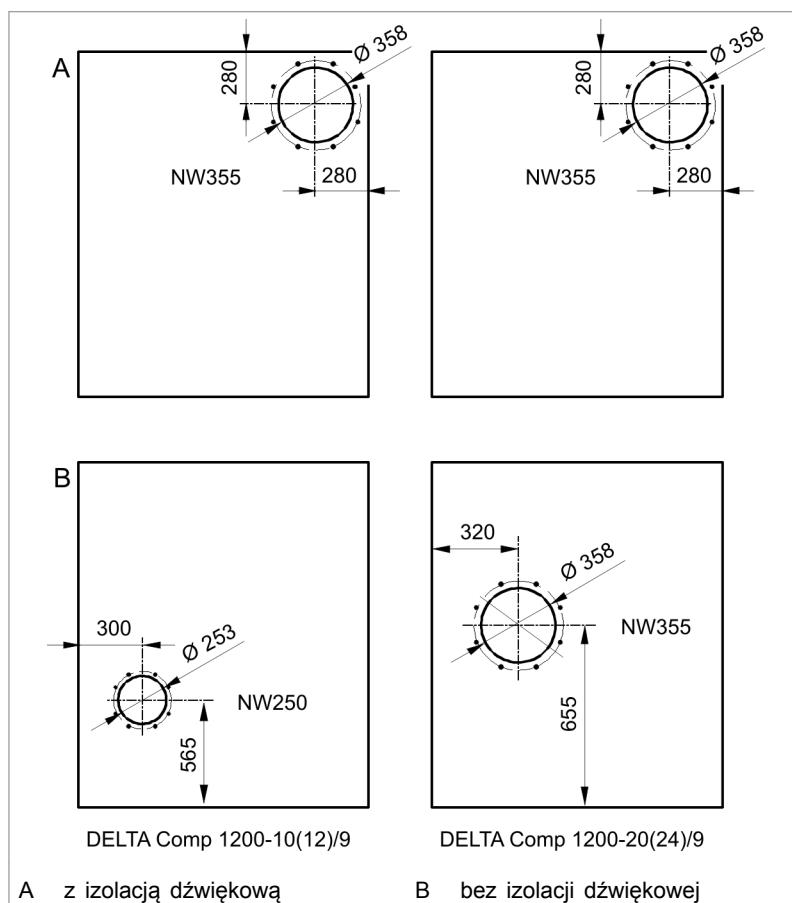 A
280
Ø 358
NW355
280
280
Ø 358
NW355
280
B
300
Ø 253
NW250
565
320
Ø 358
NW355
655
DELTA Comp 1200-10(12)/9
DELTA Comp 1200-20(24)/9
A z izolacją dźwiękową
B bez izolacji dźwiękowej